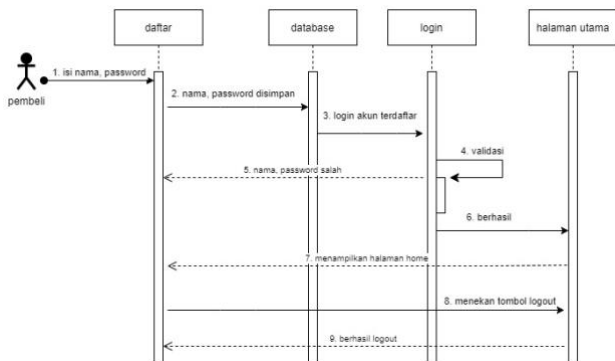 daftar
database
login
halaman utama
pembeli
1. isi nama, password
2. nama, password disimpan
3. login akun terdaftar
4. validasi
5. nama, password salah
6. berhasil
7. menampilkan halaman home
8. menekan tombol logout
9. berhasil logout